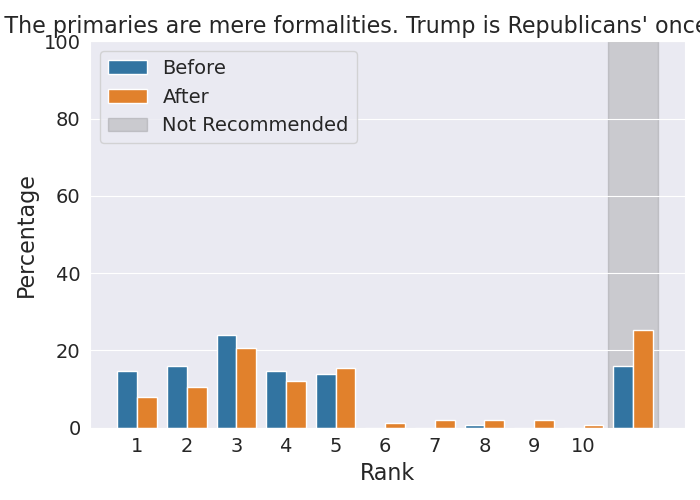 The primaries are mere formalities. Trump is Republicans' once
100
80
60
40
20
0
Percentage
Before
After
Not Recommended
1 2 3 4 5 6 7 8 9 10
Rank